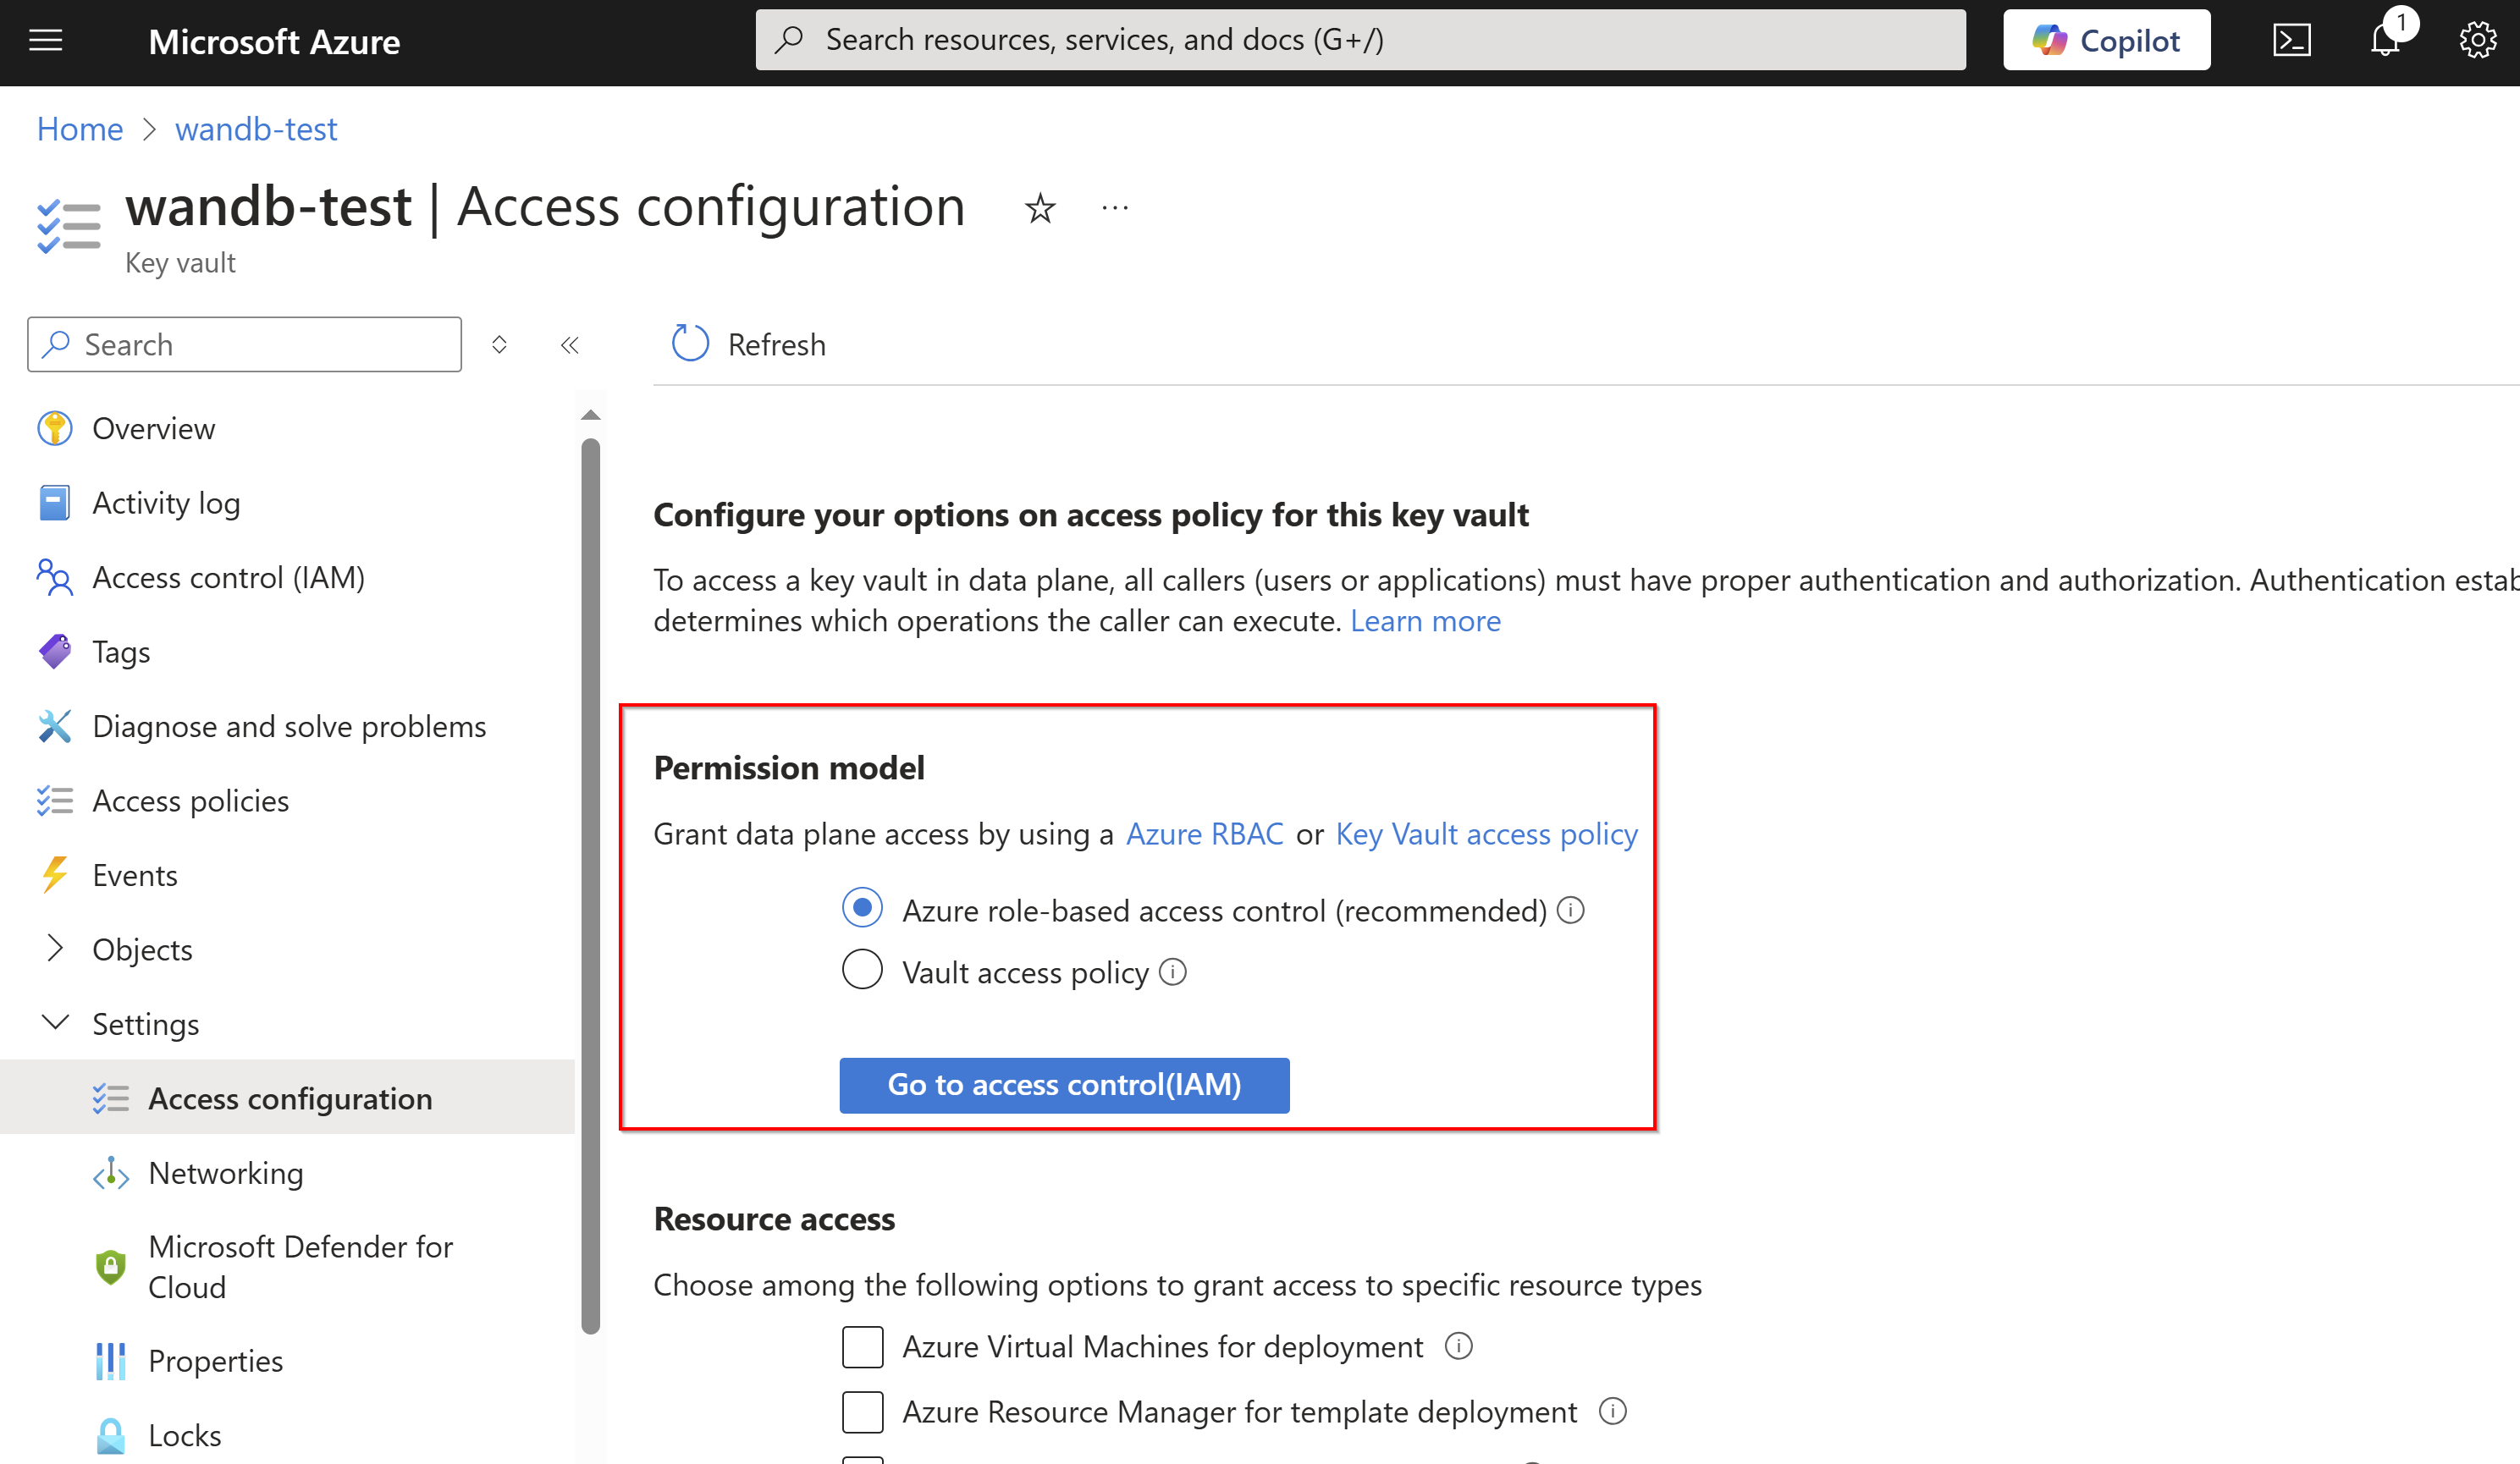 Microsoft Azure
Search resources, services, and docs (G+/)
Copilot
1
Home > wandb-test
wandb-test | Access configuration
Key vault
Search
Refresh
Overview
Activity log
Access control (IAM)
Tags
Diagnose and solve problems
Access policies
Events
Objects
Settings
Access configuration
Networking
Microsoft Defender for
Cloud
Properties
Locks
Configure your options on access policy for this key vault
To access a key vault in data plane, all callers (users or applications) must have proper authentication and authorization. Authentication estab
determines which operations the caller can execute. Learn more
Permission model
Grant data plane access by using a Azure RBAC or Key Vault access policy
Azure role-based access control (recommended)
Vault access policy
Go to access control(IAM)
Resource access
Choose among the following options to grant access to specific resource types
Azure Virtual Machines for deployment
Azure Resource Manager for template deployment